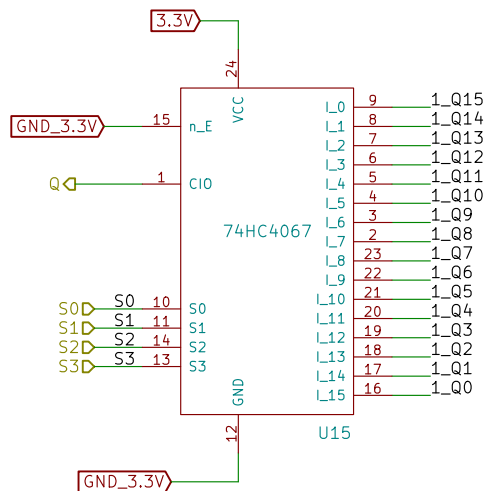 3.3V
24
VCC
GND_3.3V 15 n_E I_0 9 1_Q15
I_1 8 1_Q14
I_2 7 1_Q13
I_3 6 1_Q12
Q 1 CIO I_4 5 1_Q11
I_5 4 1_Q10
I_6 3 1_Q9
74HC4067
I_7 2 1_Q8
I_8 23 1_Q7
I_9 22 1_Q6
S0 S0 10 S0 I_10 21 1_Q5
S1 S1 11 S1 I_11 20 1_Q4
S2 S2 14 S2 I_12 19 1_Q3
S3 S3 13 S3 I_13 18 1_Q2
I_14 17 1_Q1
I_15 16 1_Q0
GND
12
U15
GND_3.3V